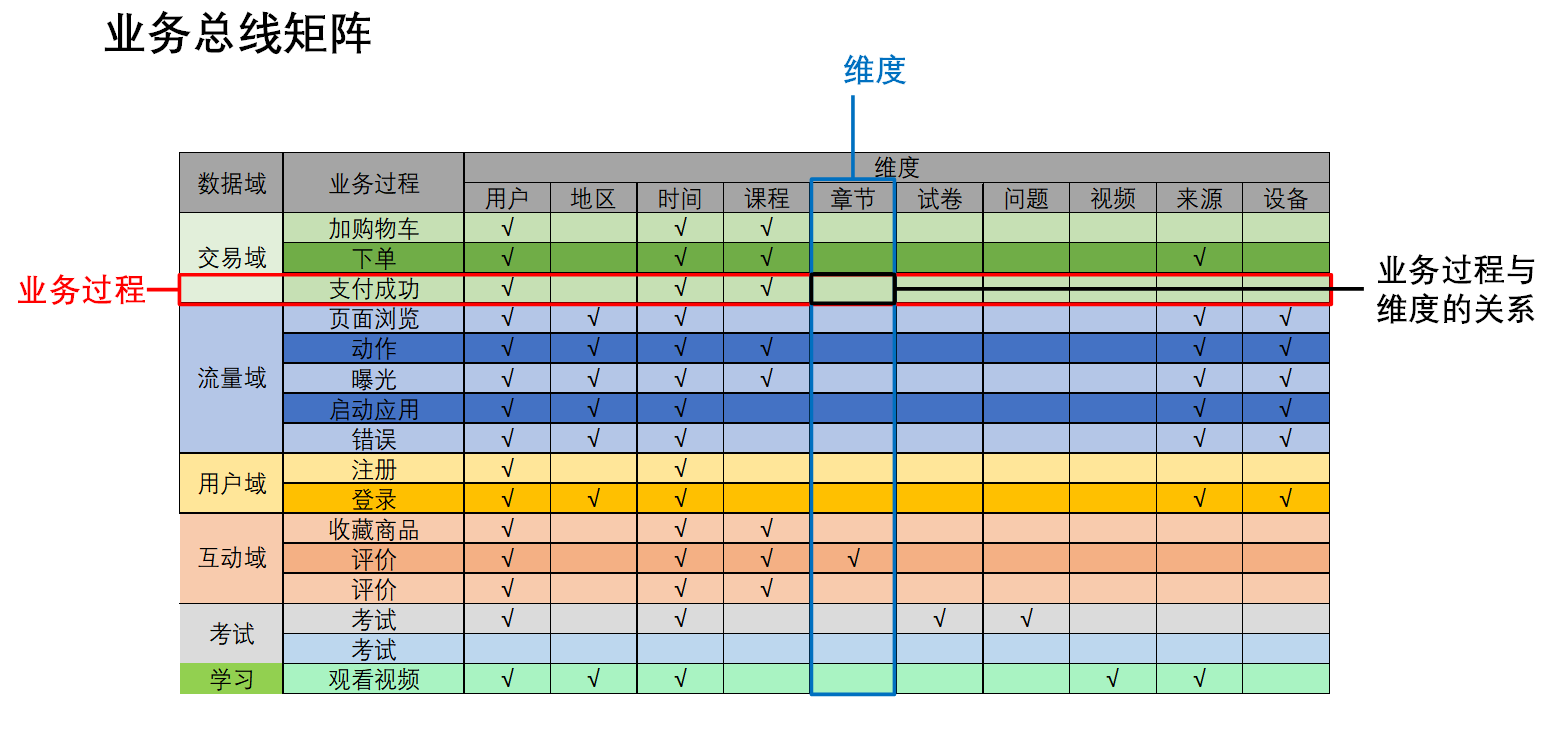 业务总线矩阵
维度
数据域 业务过程 维度
用户 地区 时间 课程 章节 试卷 问题 视频 来源 设备
交易域
加购物车 √ √ √
下单 √ √ √ √
业务过程
支付成功 √ √ √
业务过程与
维度的关系
流量域
页面浏览 √ √ √ √ √
动作 √ √ √ √ √ √
曝光 √ √ √ √ √ √
启动应用 √ √ √ √ √
错误 √ √ √ √ √
用户域
注册 √ √
登录 √ √ √ √ √
互动域
收藏商品 √ √ √
评价 √ √ √ √
评价 √ √ √
考试
考试 √ √ √ √
考试
学习 观看视频 √ √ √ √ √